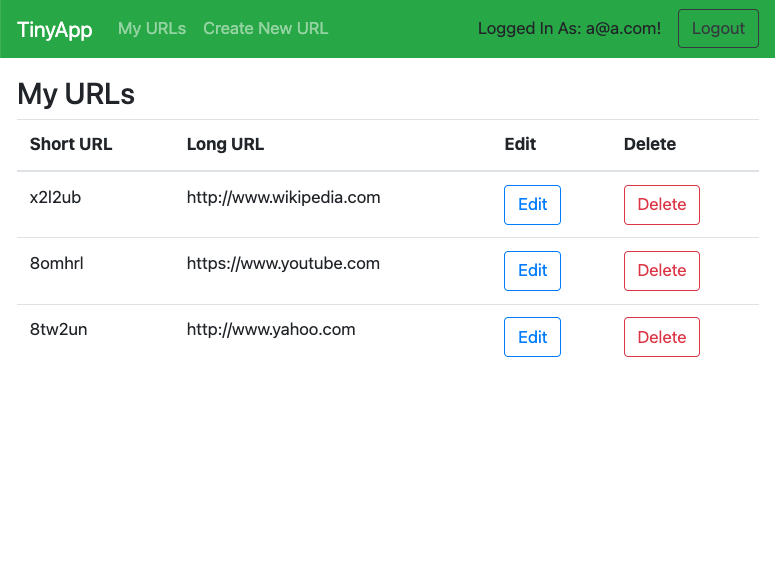 TinyApp My URLs Create New URL Logged In As: a@a.com! Logout
My URLs
Short URL Long URL Edit Delete
x2l2ub http://www.wikipedia.com Edit Delete
8omhrl https://www.youtube.com Edit Delete
8tw2un http://www.yahoo.com Edit Delete